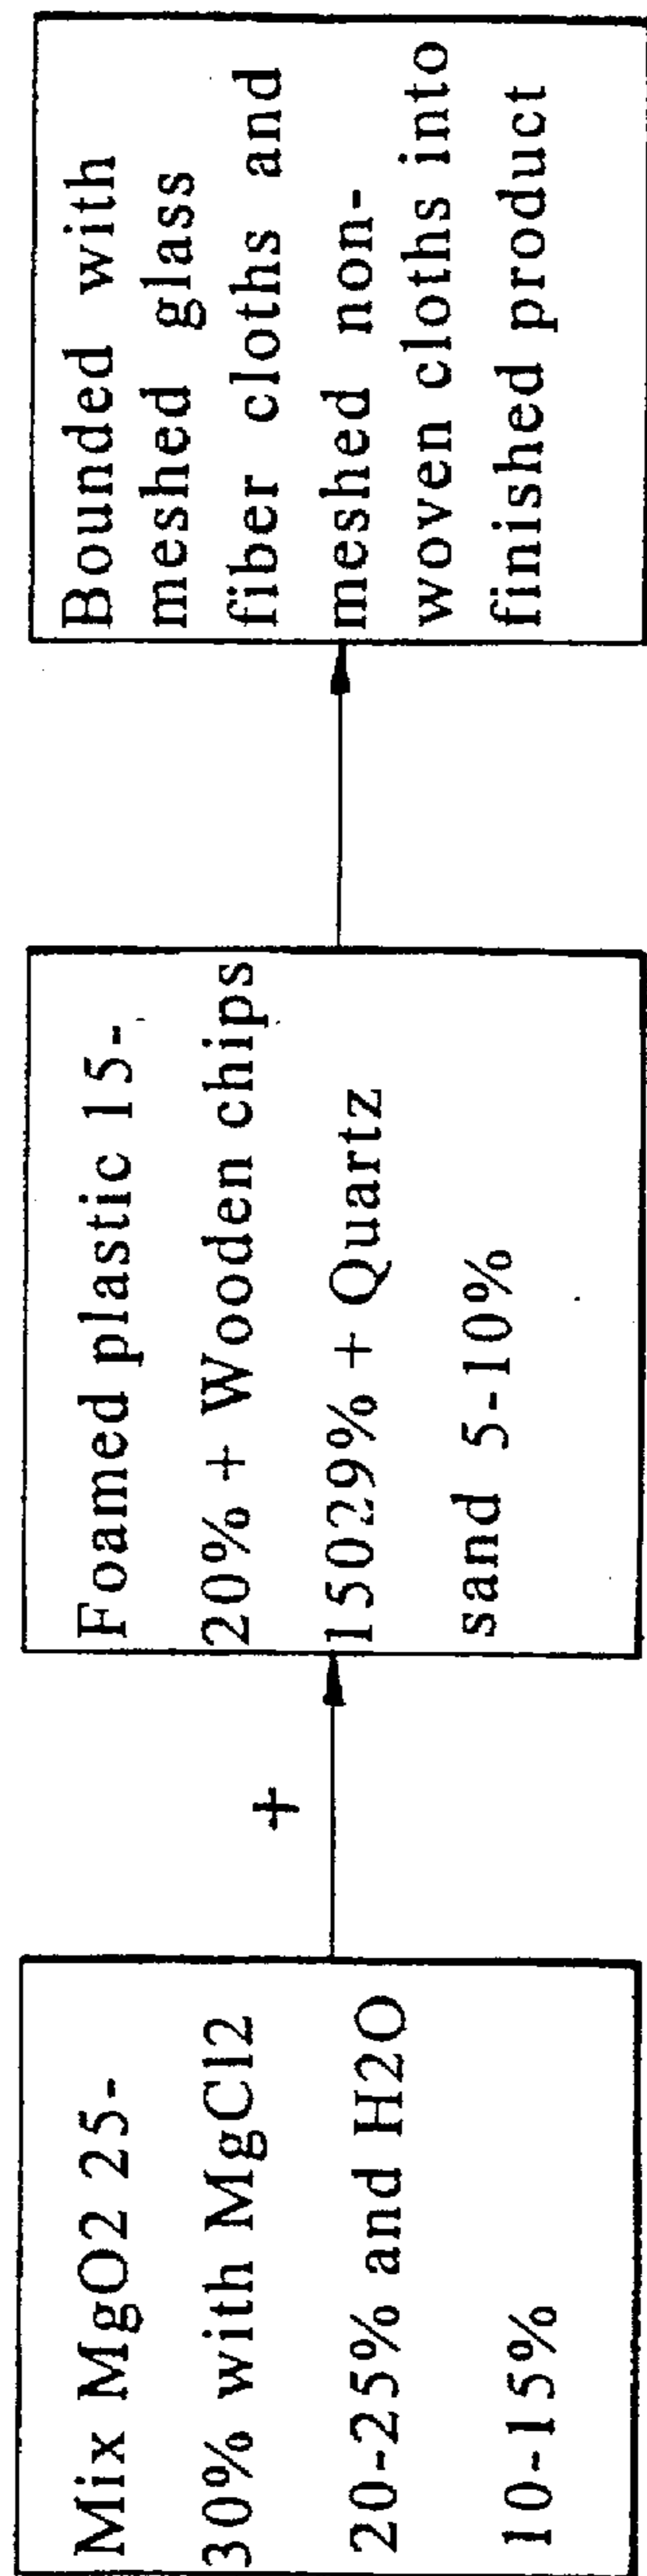 Mix MgO2 25-
30% with MgCl2
20-25% and H2O
10-15%
+
Foamed plastic 15-
20% + Wooden chips
15029% + Quartz
sand 5-10%
Bounded with
meshed glass
fiber cloths and
meshed non-
woven cloths into
finished product